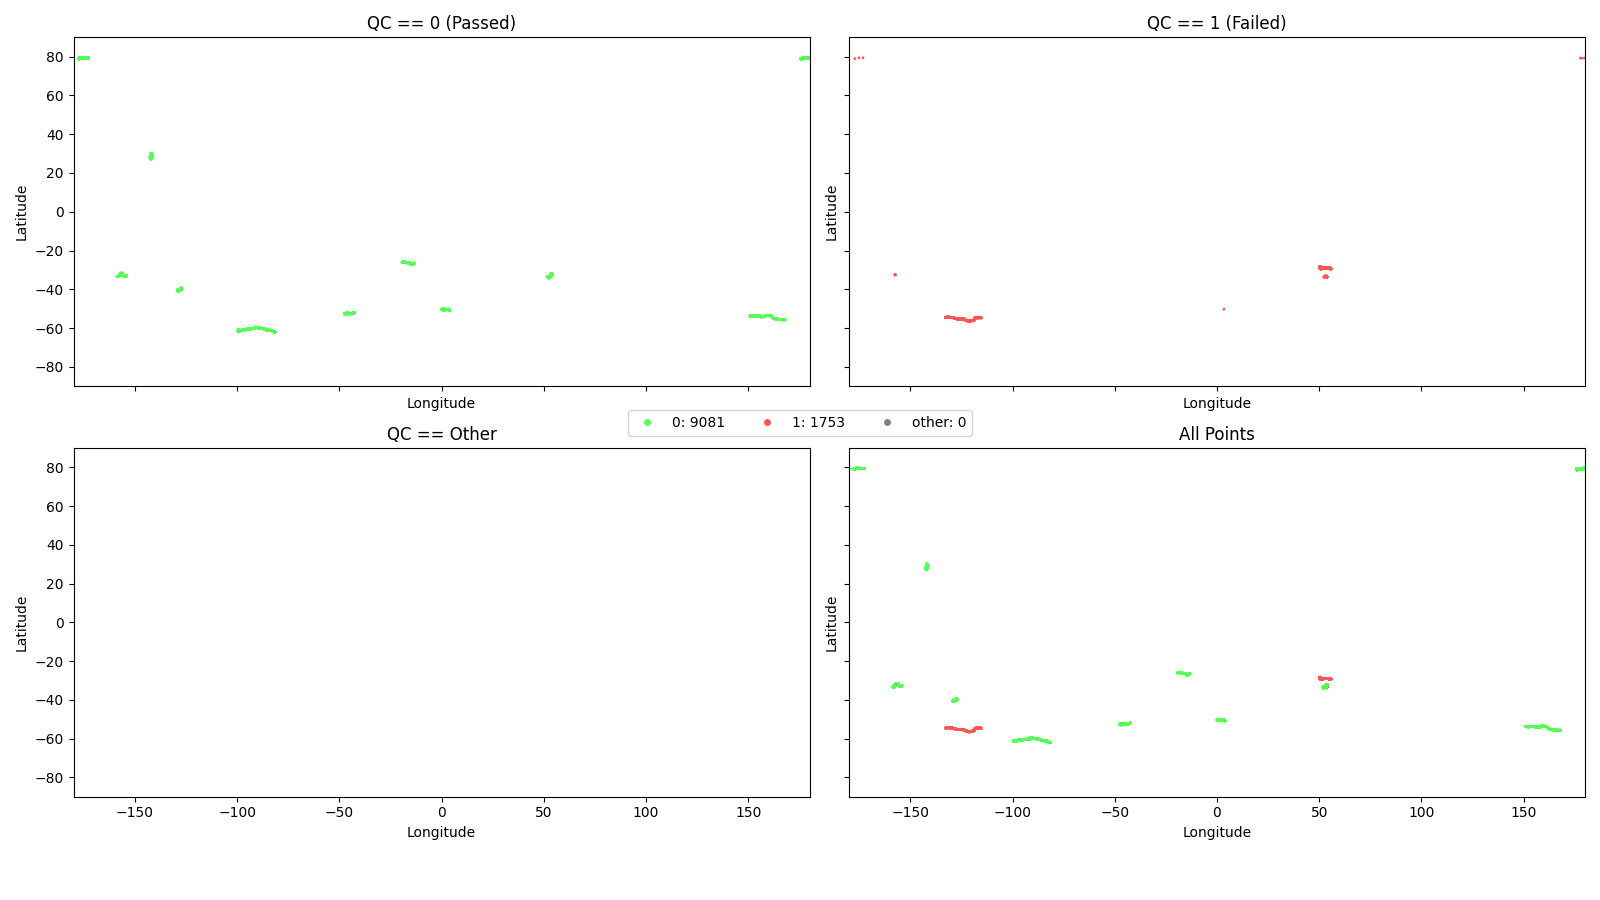 QC == 0 (Passed)
QC == 1 (Failed)
80
60
40
20
0
−20
−40
−60
−80
Latitude
Latitude
Longitude
Longitude
0: 9081 1: 1753 other: 0
QC == Other
All Points
80
60
40
20
0
−20
−40
−60
−80
Latitude
Latitude
−150 −100 −50 0 50 100 150
−150 −100 −50 0 50 100 150
Longitude
Longitude